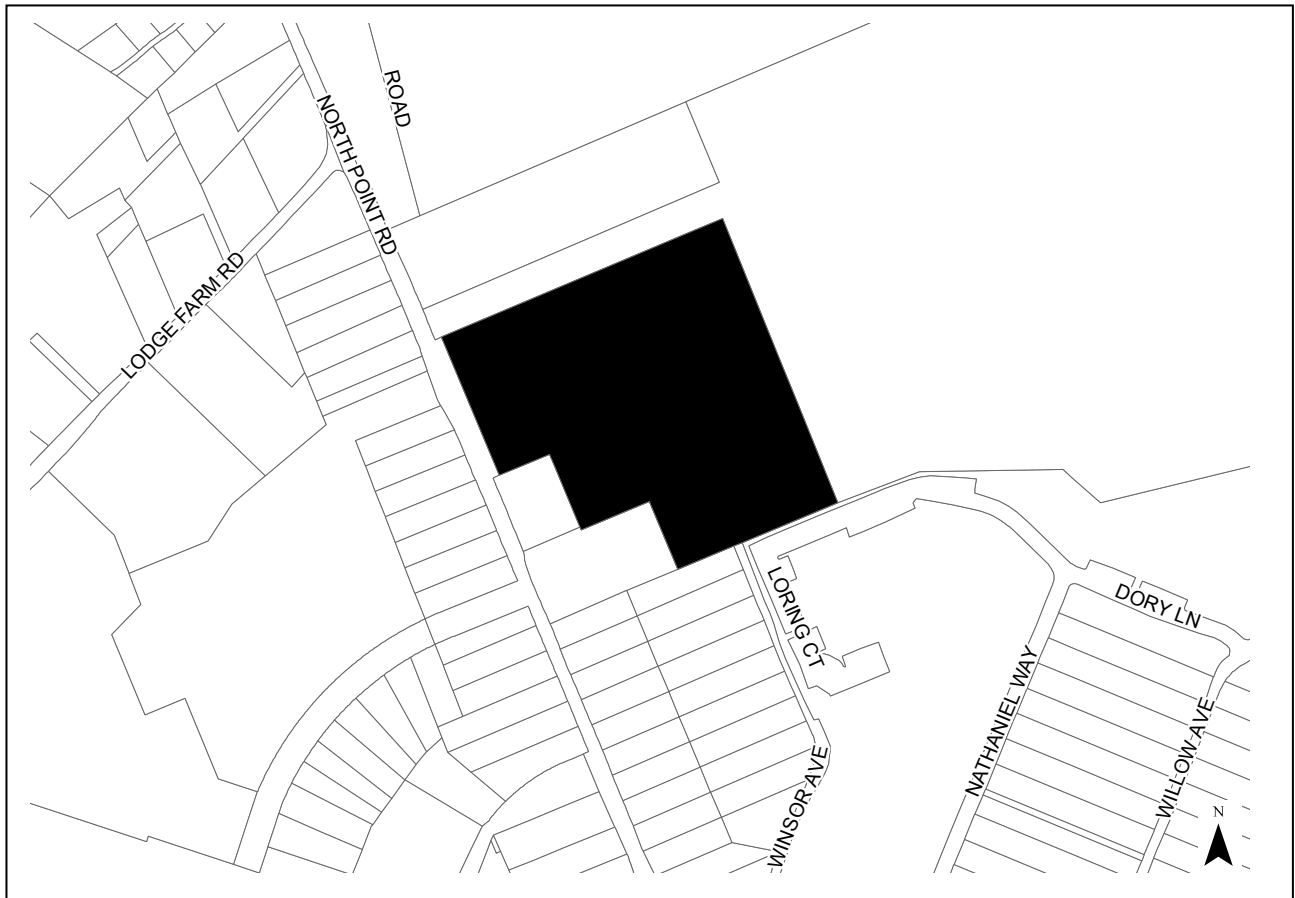 ROAD
NORTH POINT RD
LODGE FARM RD
LORING CT
DORY LN
NATHANIEL WAY
WILLOW AVE
WINSOR AVE
N